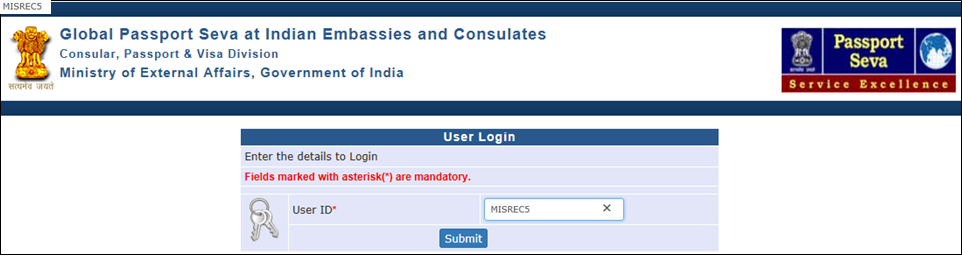 MISREC5
Global Passport Seva at Indian Embassies and Consulates
Consular, Passport & Visa Division
Ministry of External Affairs, Government of India
सत्यमेव जयते
Passport
Seva
Service Excellence
User Login
Enter the details to Login
Fields marked with asterisk(*) are mandatory.
User ID*
MISREC5
Submit